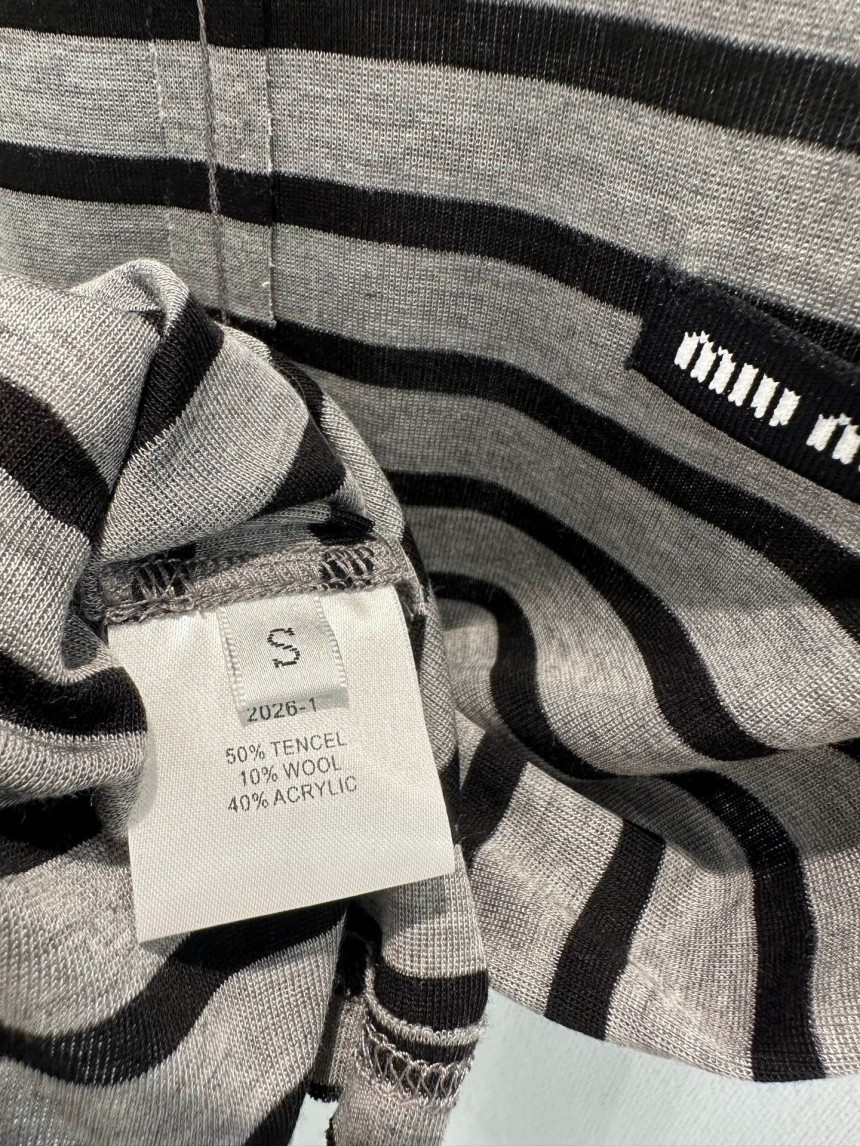 miu m
S
2026-1
50% TENCEL
10% WOOL
40% ACRYLIC